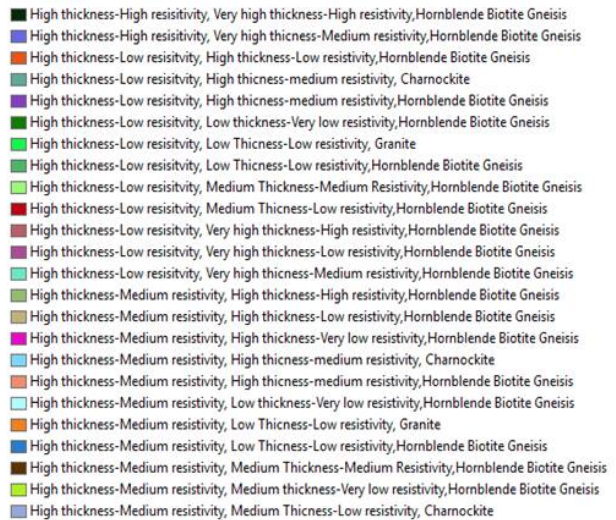 High thickness-High resisitivity, Very high thickness-High resistivity,Hornblende Biotite Gneisis
High thickness-High resisitvity, Very high thicness-Medium resistivity,Hornblende Biotite Gneisis
High thickness-Low resisitvity, High thickness-Low resistivity,Hornblende Biotite Gneisis
High thickness-Low resisitvity, High thicness-medium resistivity, Charnockite
High thickness-Low resisitvity, High thicness-medium resistivity,Hornblende Biotite Gneisis
High thickness-Low resisitvity, Low thickness-Very low resistivity,Hornblende Biotite Gneisis
High thickness-Low resisitvity, Low Thicness-Low resistivity, Granite
High thickness-Low resisitvity, Low Thicness-Low resistivity,Hornblende Biotite Gneisis
High thickness-Low resisitvity, Medium Thickness-Medium Resistivity,Hornblende Biotite Gneisis
High thickness-Low resisitvity, Medium Thicness-Low resistivity,Hornblende Biotite Gneisis
High thickness-Low resisitvity, Very high thickness-High resistivity,Hornblende Biotite Gneisis
High thickness-Low resisitvity, Very high thickness-Low resistivity,Hornblende Biotite Gneisis
High thickness-Low resisitvity, Very high thicness-Medium resistivity,Hornblende Biotite Gneisis
High thickness-Medium resistivity, High thickness-High resistivity,Hornblende Biotite Gneisis
High thickness-Medium resistivity, High thickness-Low resistivity,Hornblende Biotite Gneisis
High thickness-Medium resistivity, High thickness-Very low resistivity,Hornblende Biotite Gneisis
High thickness-Medium resistivity, High thicness-medium resistivity, Charnockite
High thickness-Medium resistivity, High thicness-medium resistivity,Hornblende Biotite Gneisis
High thickness-Medium resistivity, Low thickness-Very low resistivity,Hornblende Biotite Gneisis
High thickness-Medium resistivity, Low Thicness-Low resistivity, Granite
High thickness-Medium resistivity, Low Thicness-Low resistivity,Hornblende Biotite Gneisis
High thickness-Medium resistivity, Medium Thickness-Medium Resistivity,Hornblende Biotite Gneisis
High thickness-Medium resistivity, Medium thickness-Very low resistivity,Hornblende Biotite Gneisis
High thickness-Medium resistivity, Medium Thicness-Low resistivity, Charnockite